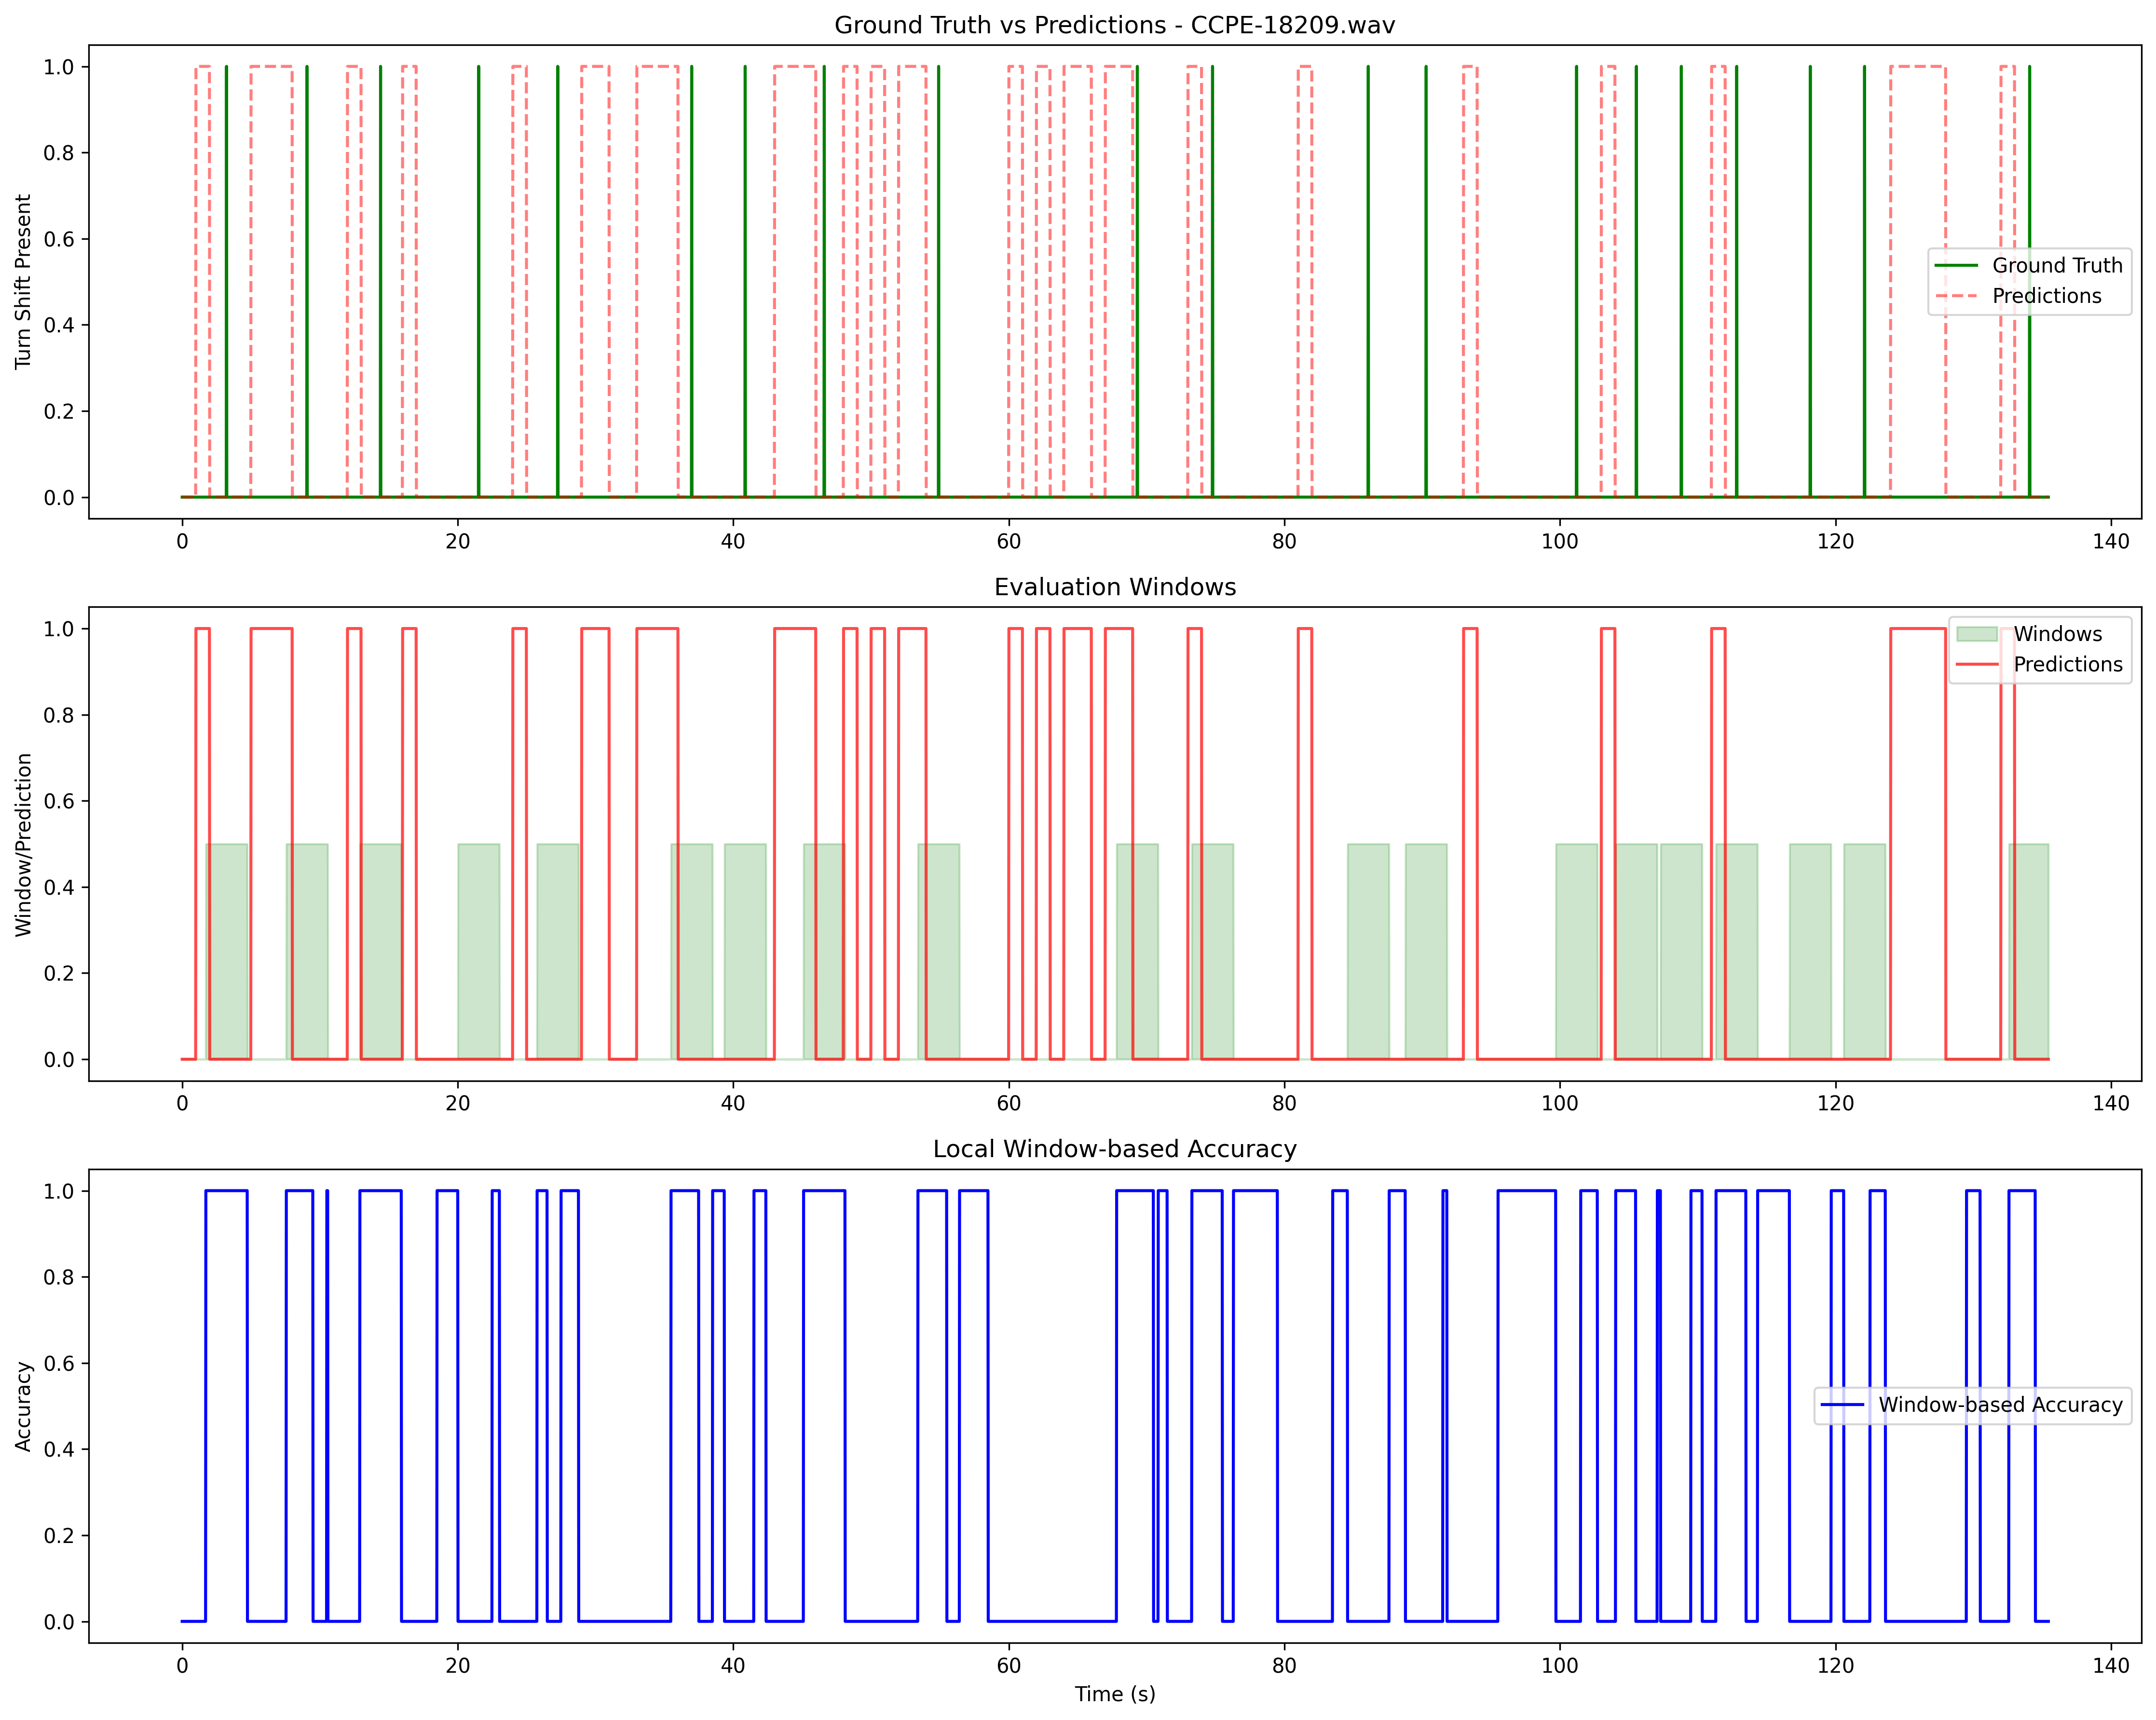 Ground Truth vs Predictions - CCPE-18209.wav
1.0
0.8
0.6
0.4
0.2
0.0
Turn Shift Present
Ground Truth
Predictions
0 20 40 60 80 100 120 140
Evaluation Windows
1.0
0.8
0.6
0.4
0.2
0.0
Window/Prediction
Windows
Predictions
0 20 40 60 80 100 120 140
Local Window-based Accuracy
1.0
0.8
0.6
0.4
0.2
0.0
Accuracy
Window-based Accuracy
0 20 40 60 80 100 120 140
Time (s)